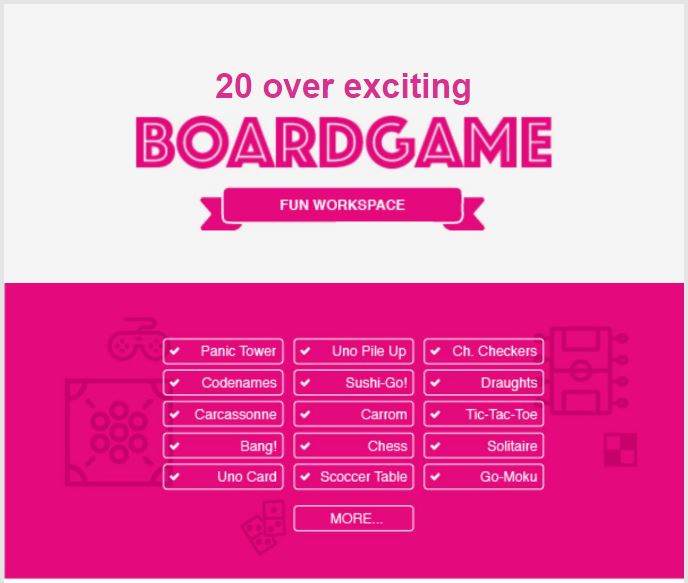 20 over exciting
BOARDGAME
FUN WORKSPACE
Panic Tower Uno Pile Up Ch. Checkers
Codenames Sushi-Go! Draughts
Carcassonne Carrom Tic-Tac-Toe
Bang! Chess Solitaire
Uno Card Scoccer Table Go-Moku
MORE...